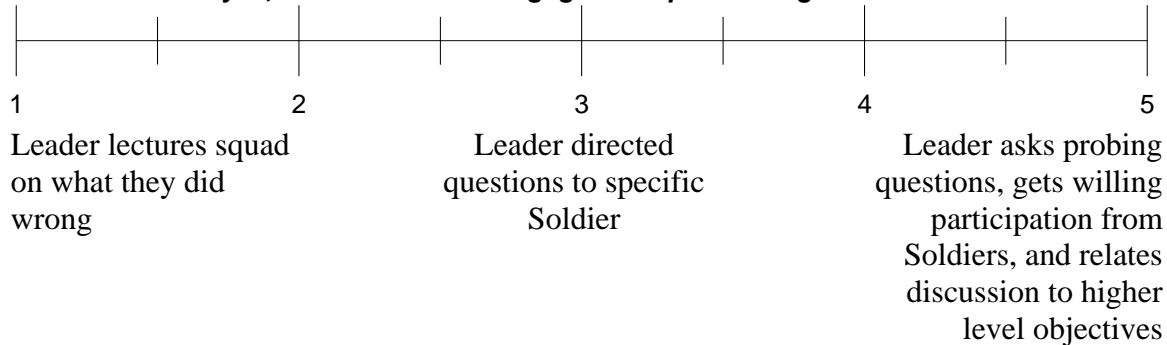 1 2 3 4 5
Leader lectures squad
on what they did
wrong
Leader directed
questions to specific
Soldier
Leader asks probing
questions, gets willing
participation from
Soldiers, and relates
discussion to higher
level objectives